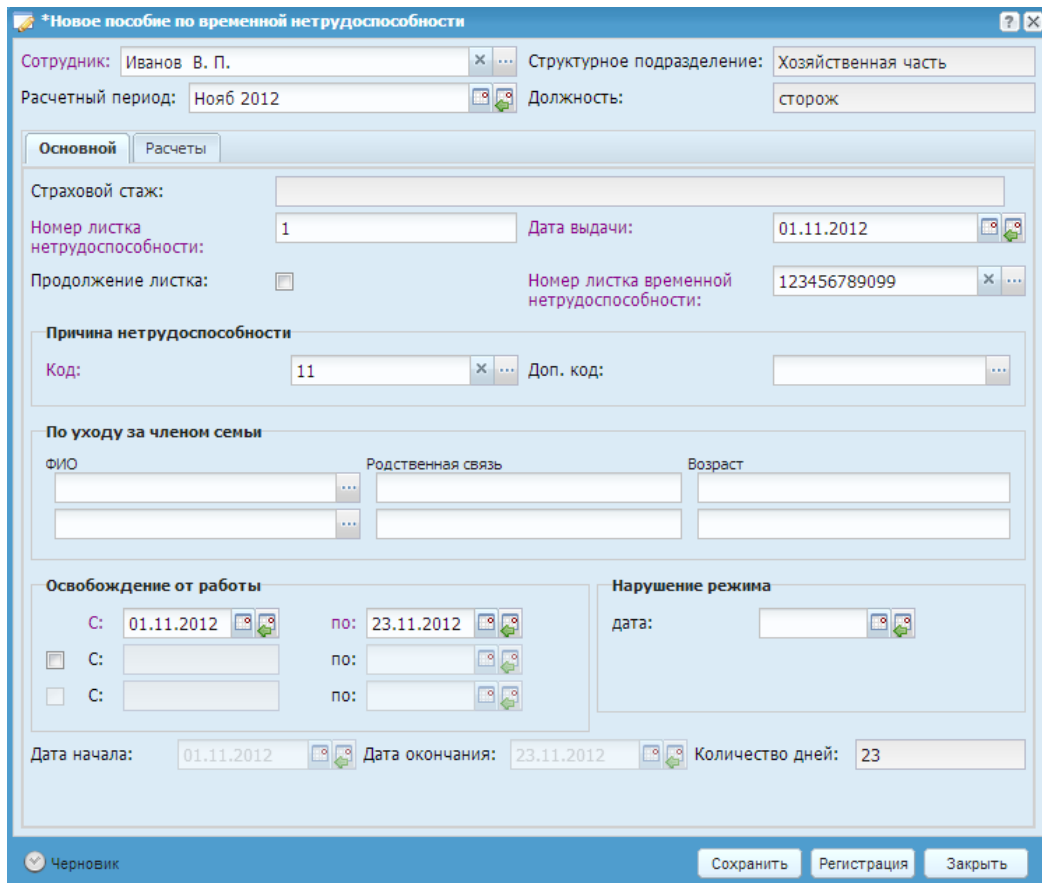 *Новое пособие по временной нетрудоспособности
Сотрудник: Иванов В. П. Структурное подразделение: Хозяйственная часть
Расчетный период: Нояб 2012 Должность: сторож
Основной Расчеты
Страховой стаж:
Номер листка нетрудоспособности: 1 Дата выдачи: 01.11.2012
Продолжение листка: Номер листка временной нетрудоспособности: 123456789099
Причина нетрудоспособности
Код: 11 Доп. код:
По уходу за членом семьи
ФИО Родственная связь Возраст
Освобождение от работы Нарушение режима
С: 01.11.2012 по: 23.11.2012 дата:
С: по:
С: по:
Дата начала: 01.11.2012 Дата окончания: 23.11.2012 Количество дней: 23
Черновик Сохранить Регистрация Закрыть